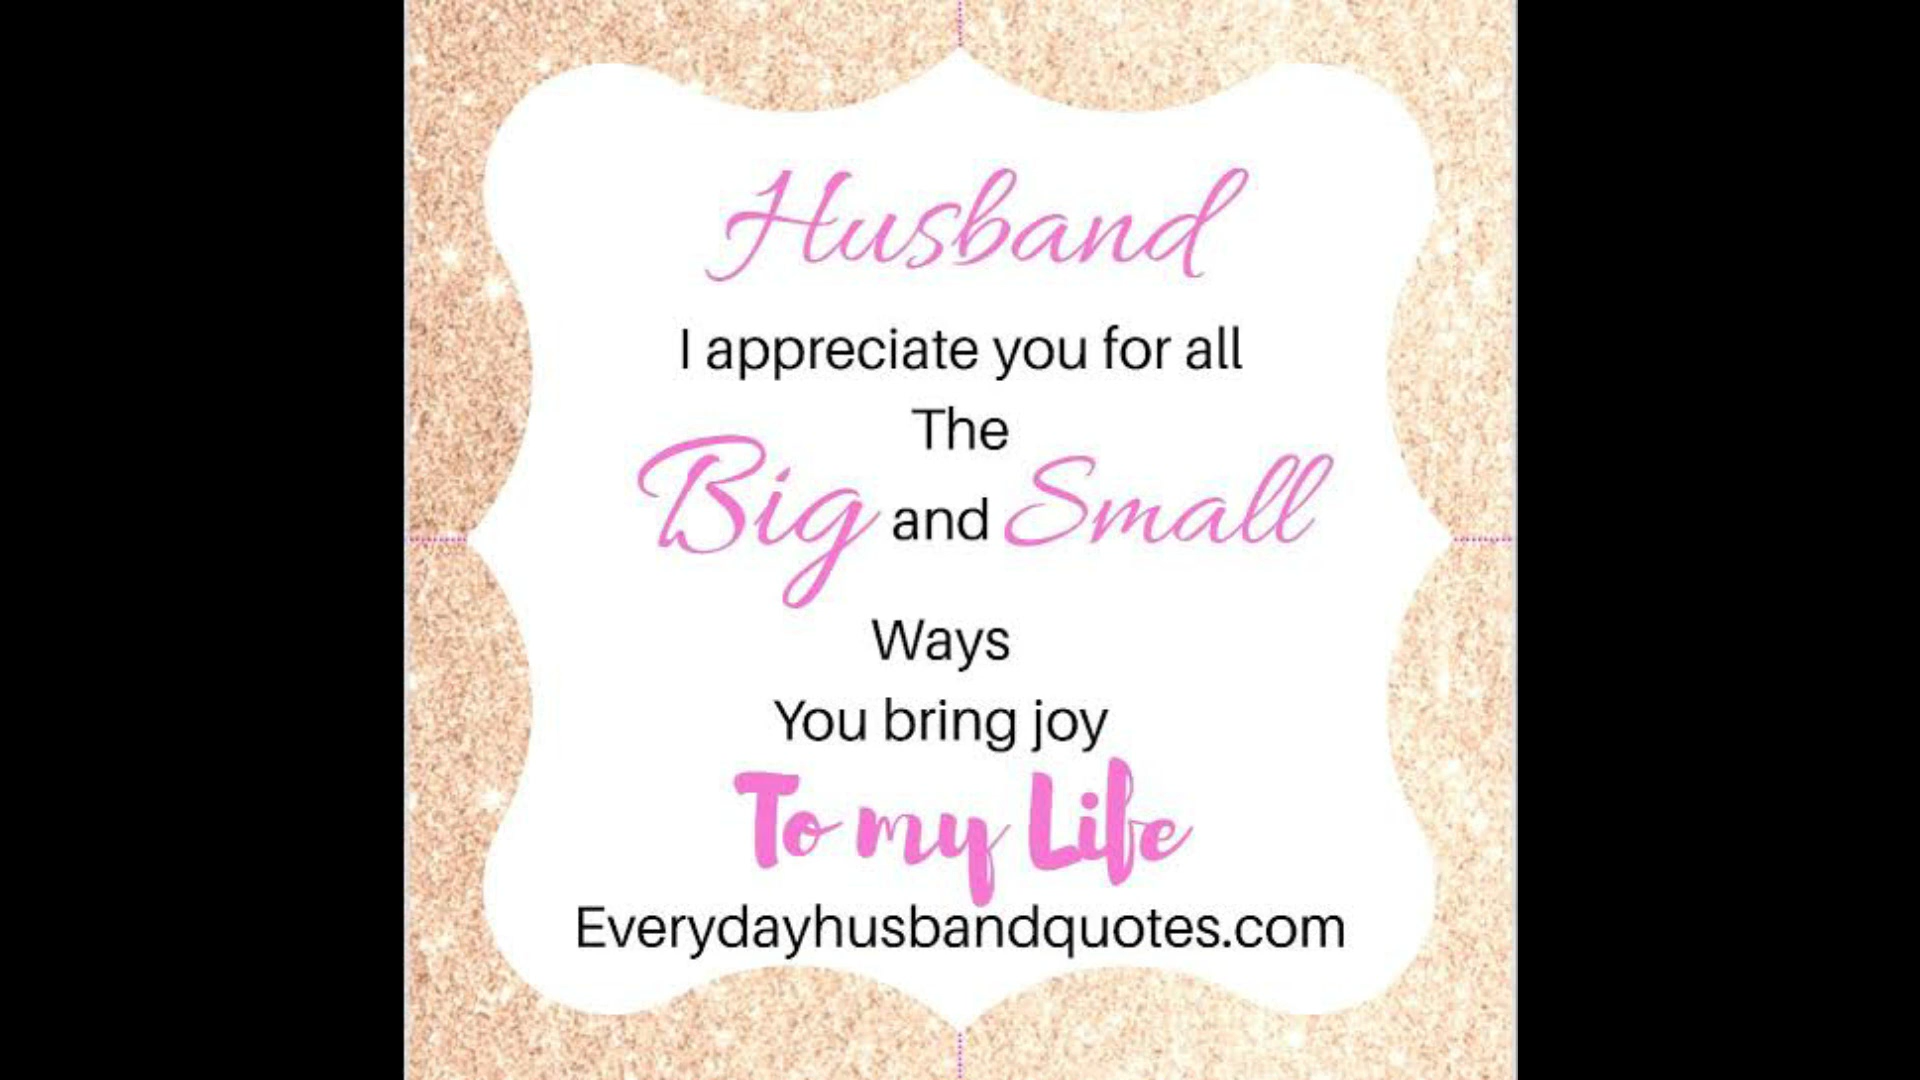 Husband
I appreciate you for all
The
Big and Small
Ways
You bring joy
To my Life
Everydayhusbandquotes.com